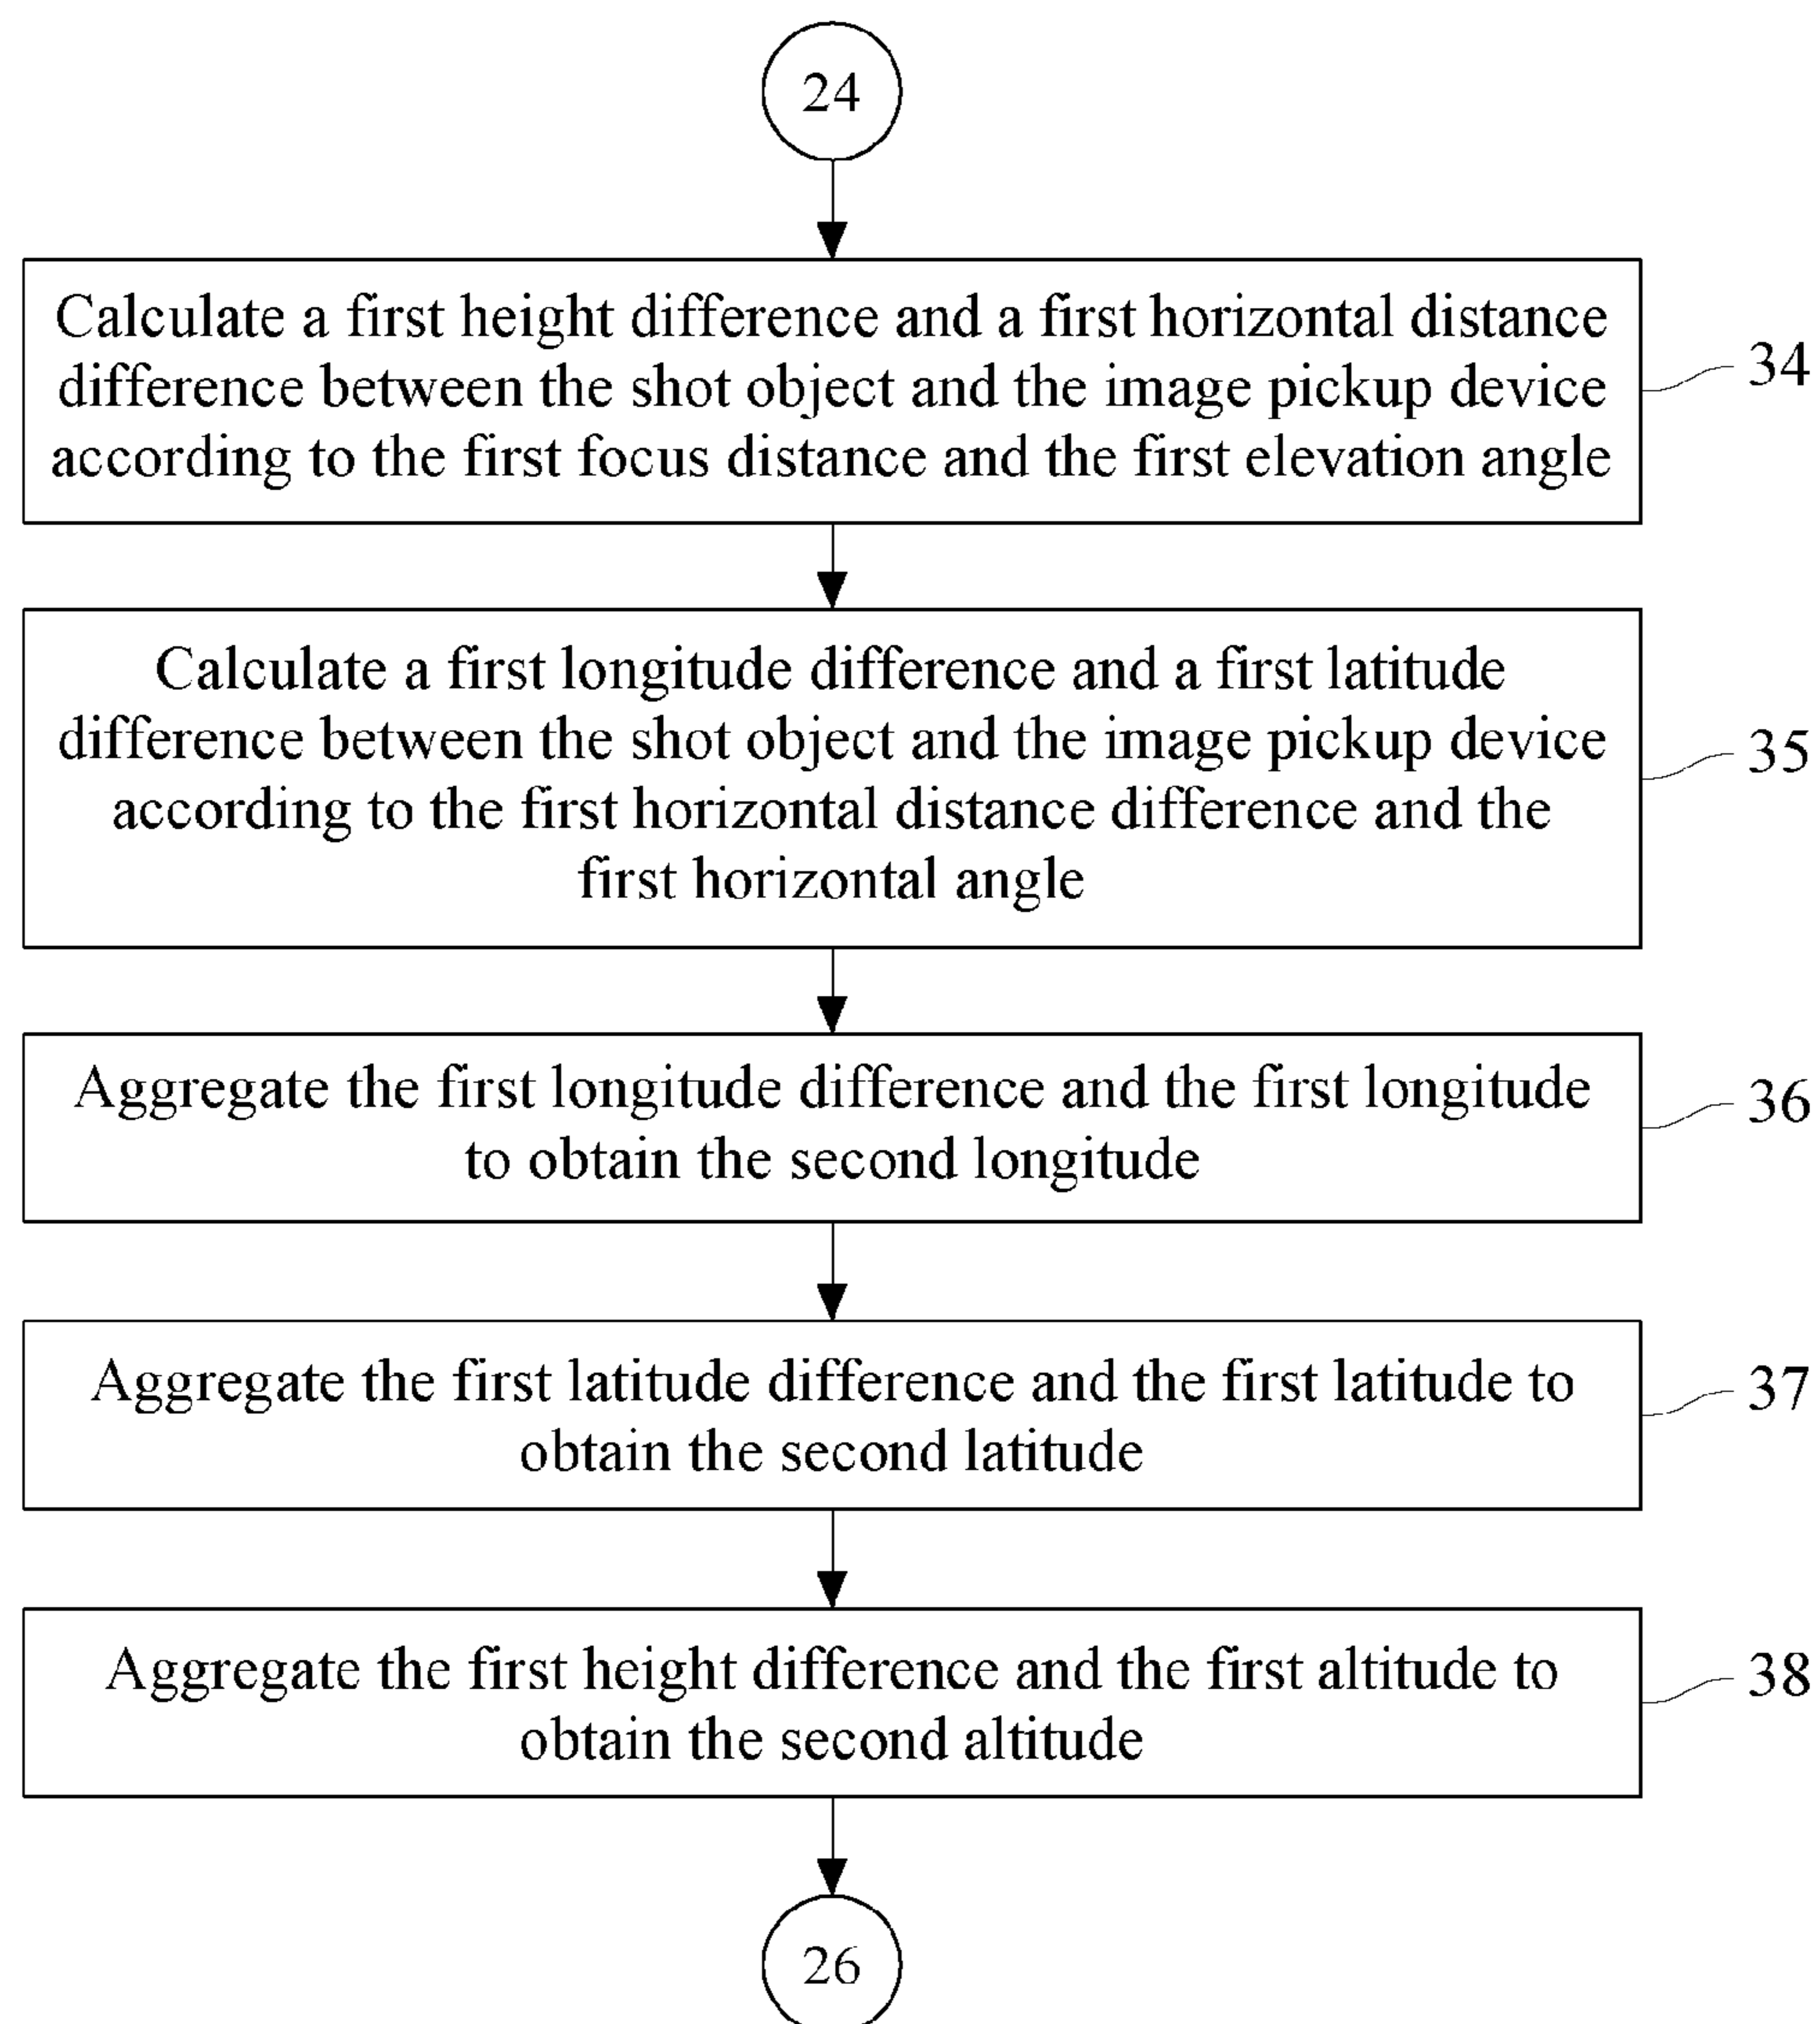 24
Calculate a first height difference and a first horizontal distance
difference between the shot object and the image pickup device
according to the first focus distance and the first elevation angle
34
Calculate a first longitude difference and a first latitude
difference between the shot object and the image pickup device
according to the first horizontal distance difference and the
first horizontal angle
35
Aggregate the first longitude difference and the first longitude
to obtain the second longitude
36
Aggregate the first latitude difference and the first latitude to
obtain the second latitude
37
Aggregate the first height difference and the first altitude to
obtain the second altitude
38
26